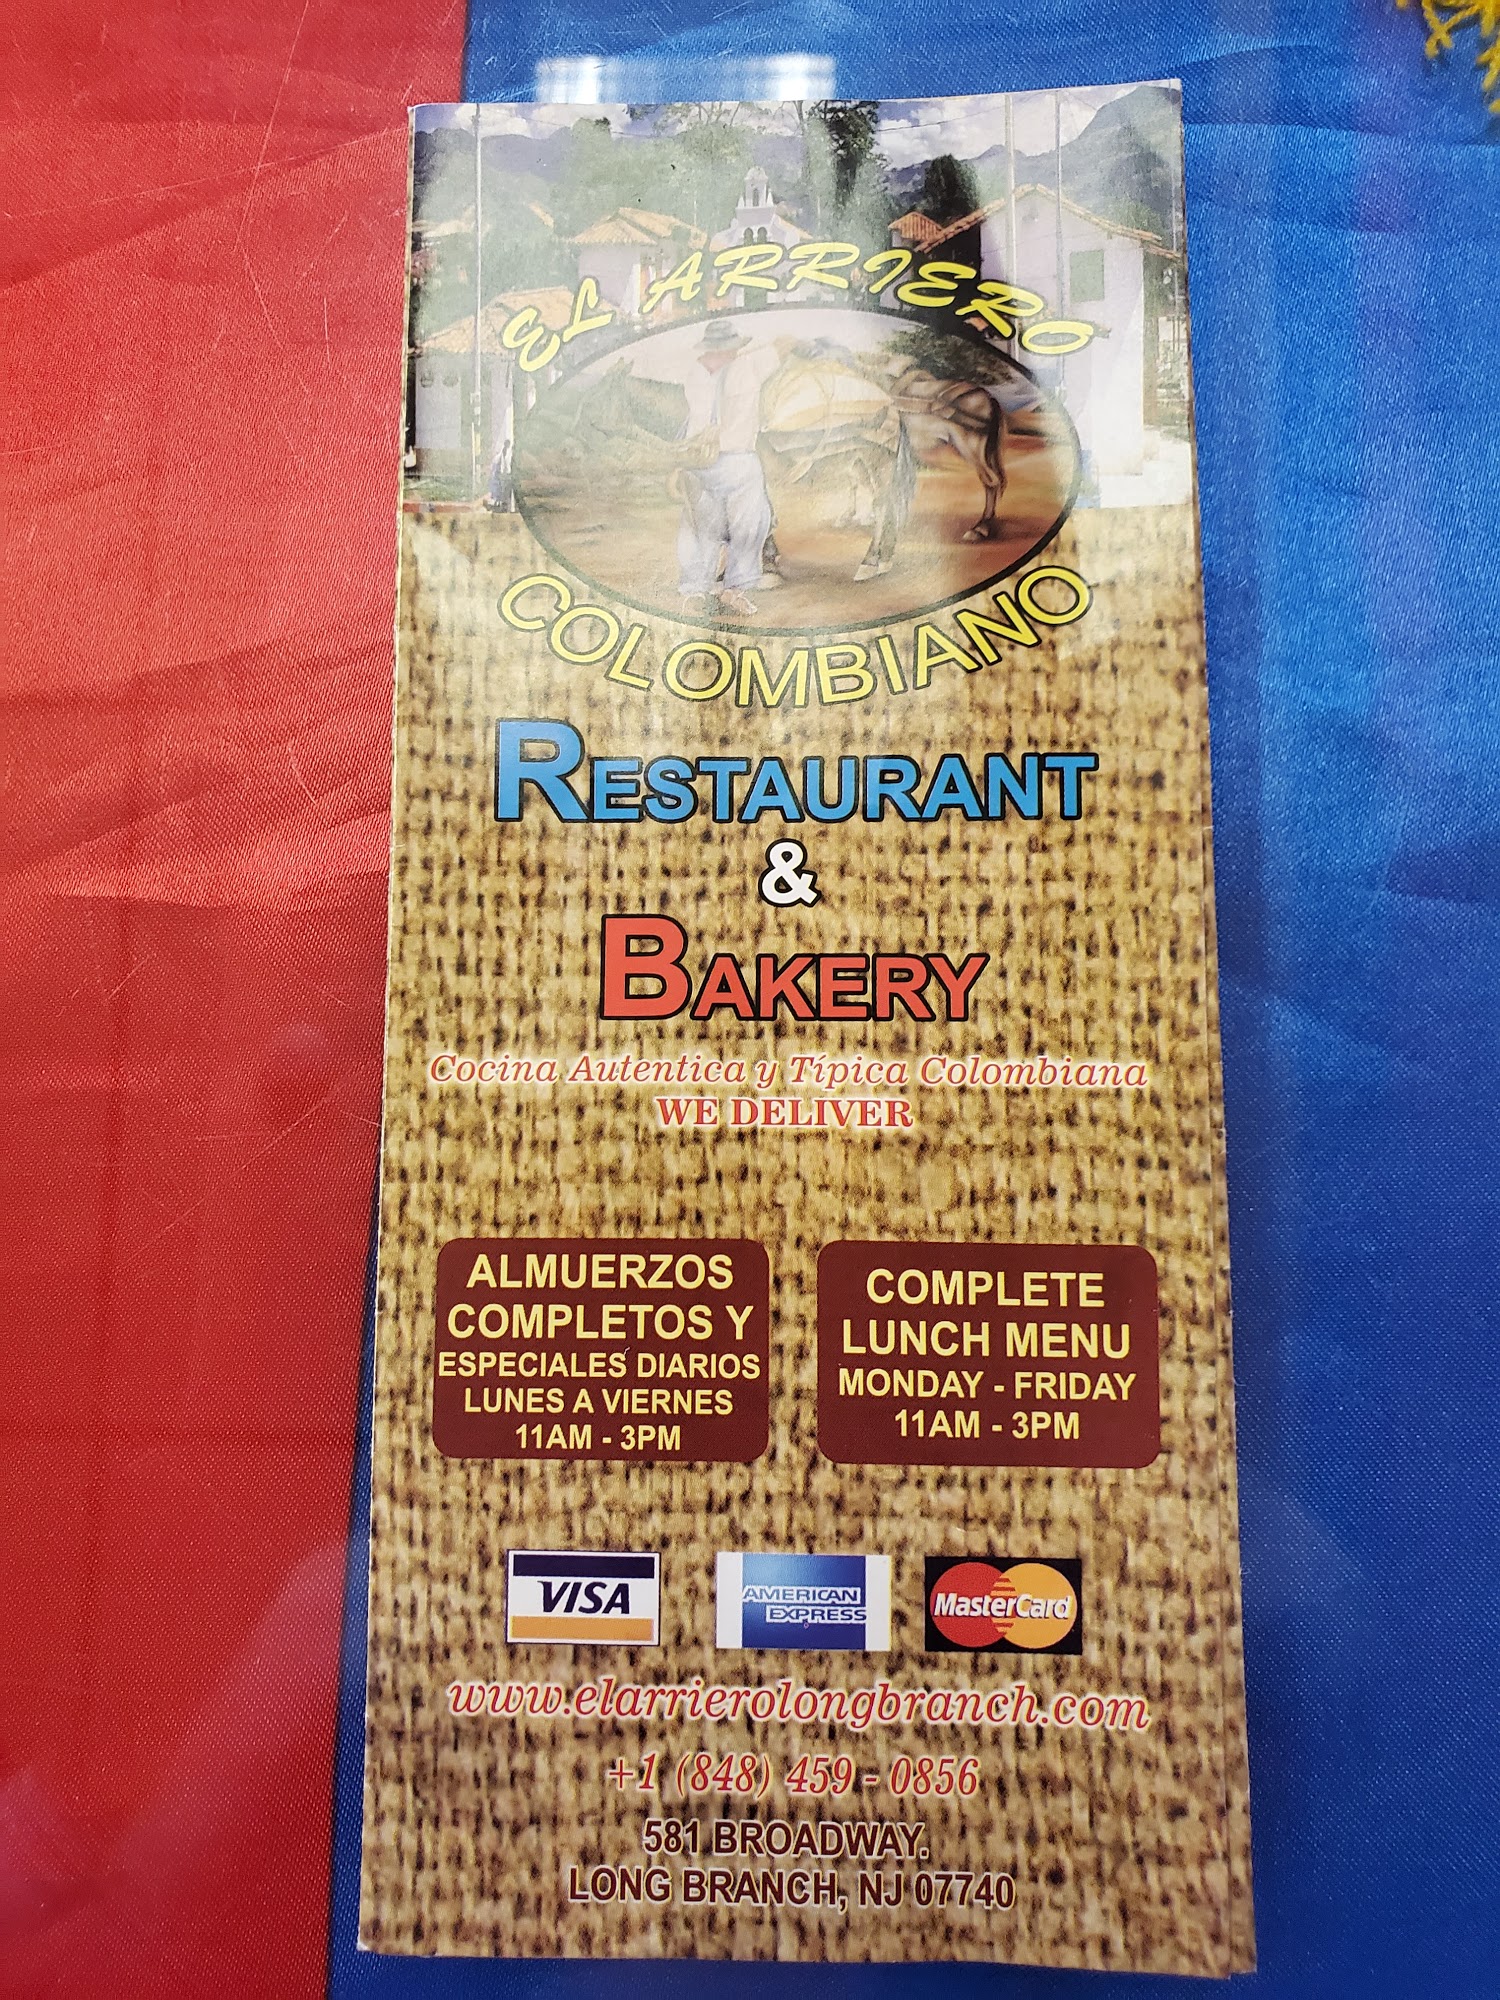 EL ARRIERO
COLOMBIANO
RESTAURANT
&
BAKERY
Cocina Autentica y Típica Colombiana
WE DELIVER
ALMUERZOS
COMPLETOS Y
ESPECIALES DIARIOS
LUNES A VIERNES
11AM - 3PM
COMPLETE
LUNCH MENU
MONDAY - FRIDAY
11AM - 3PM
VISA
AMERICAN
EXPRESS
MasterCard
www.elarrierolongbranch.com
+1 (848) 459 - 0856
581 BROADWAY.
LONG BRANCH, NJ 07740